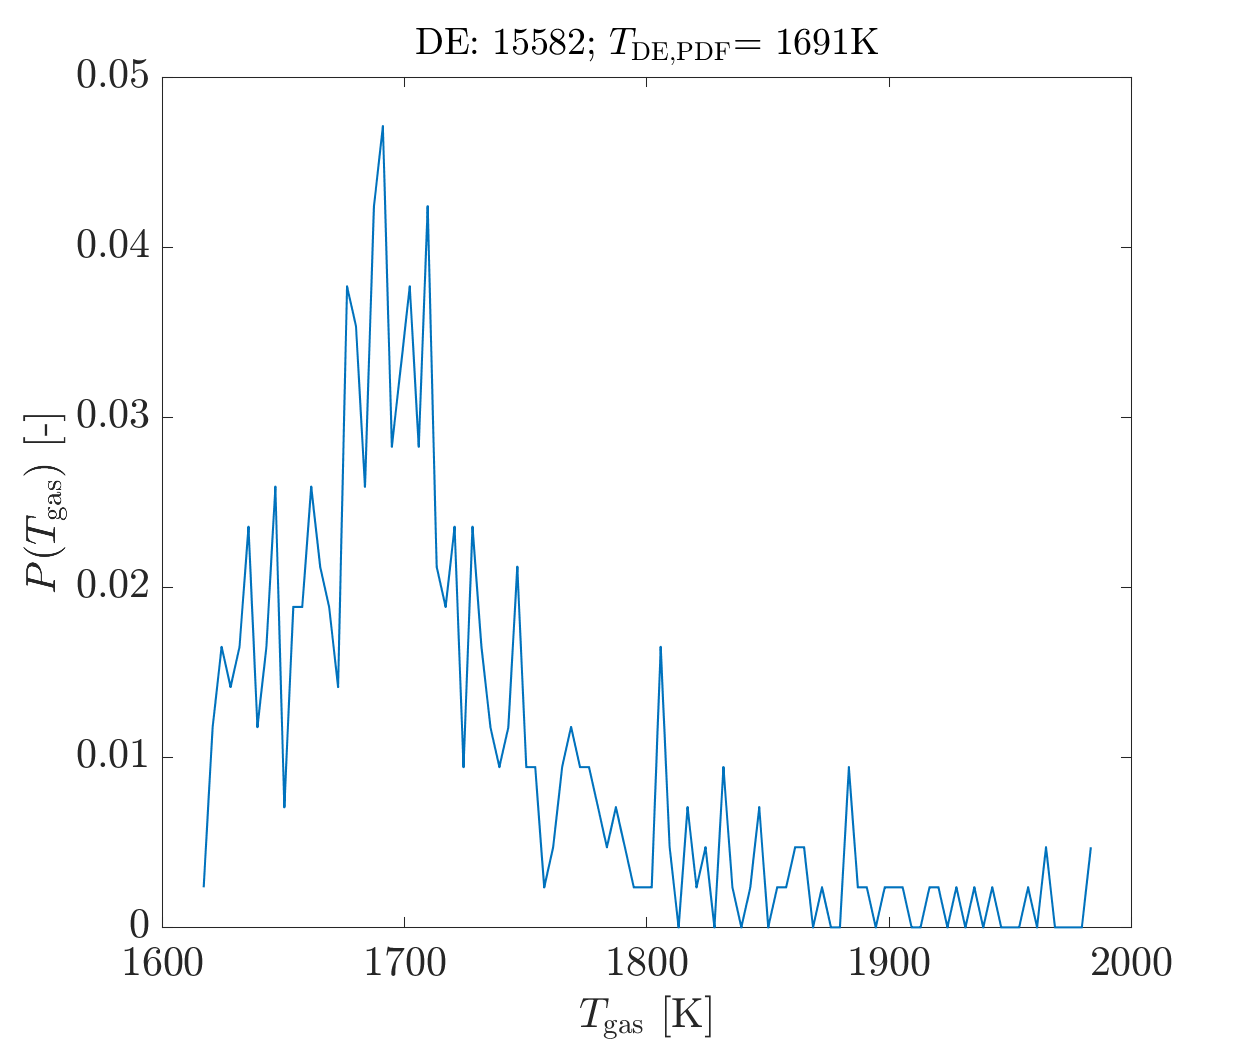 DE: 15582; T_DE,PDF= 1691K
0.05
0.04
0.03
0.02
0.01
0
P(T_gas) [-]
1600 1700 1800 1900 2000
T_gas [K]